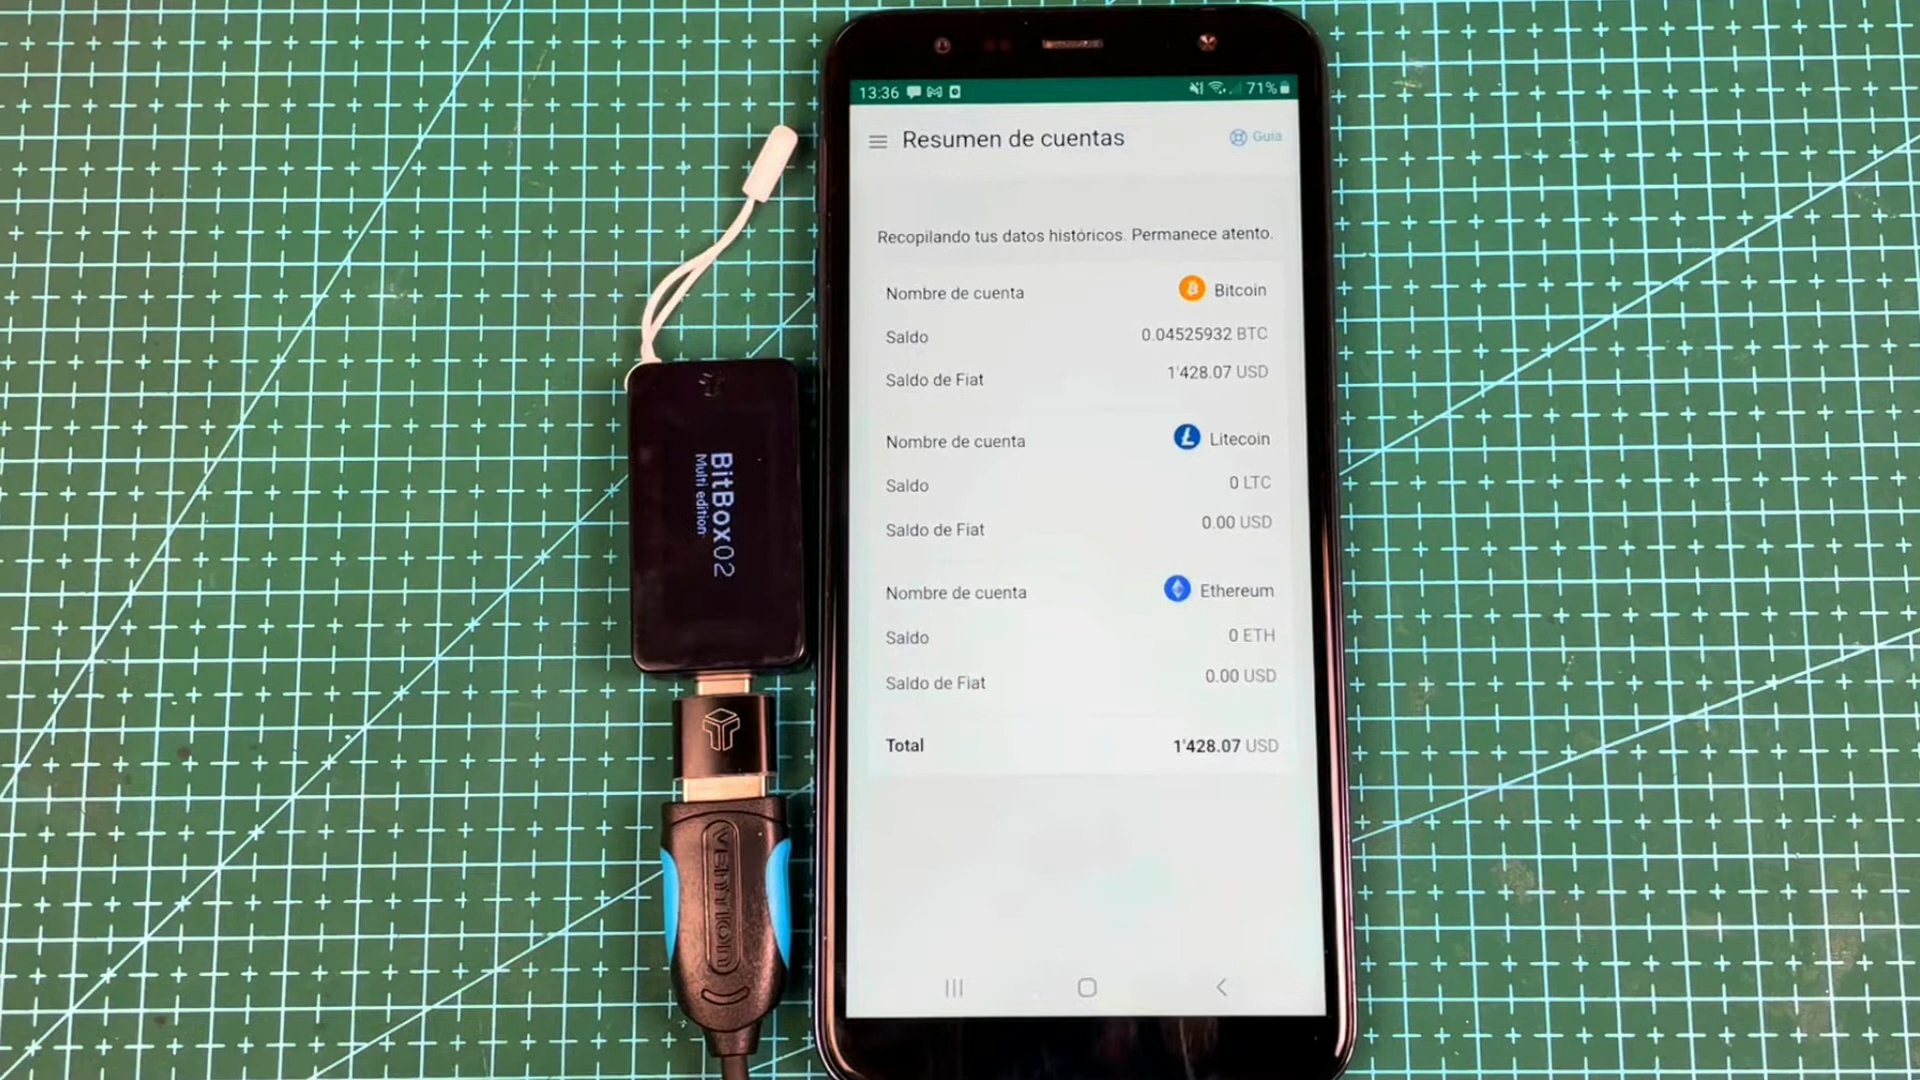 13:36
71%
Resumen de cuentas
Guía
Recopilando tus datos históricos. Permanece atento.
Nombre de cuenta Bitcoin
Saldo 0.04525932 BTC
Saldo de Fiat 1'428.07 USD
Nombre de cuenta Litecoin
Saldo 0 LTC
Saldo de Fiat 0.00 USD
Nombre de cuenta Ethereum
Saldo 0 ETH
Saldo de Fiat 0.00 USD
Total 1'428.07 USD
BitBox02
Multi edition
VENTION